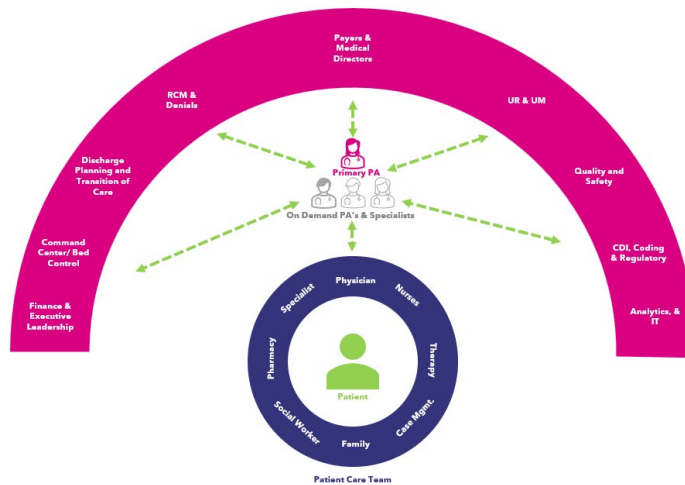 Payers &
Medical
Directors
RCM &
Denials
UR & UM
Discharge
Planning and
Transition of
Care
Quality and
Safety
Command
Center/ Bed
Control
CDI, Coding
& Regulatory
Finance &
Executive
Leadership
Analytics, &
IT
Primary PA
On Demand PA's & Specialists
Physician
Nurses
Therapy
Case Mgmt.
Family
Social Worker
Pharmacy
Specialist
Patient
Patient Care Team